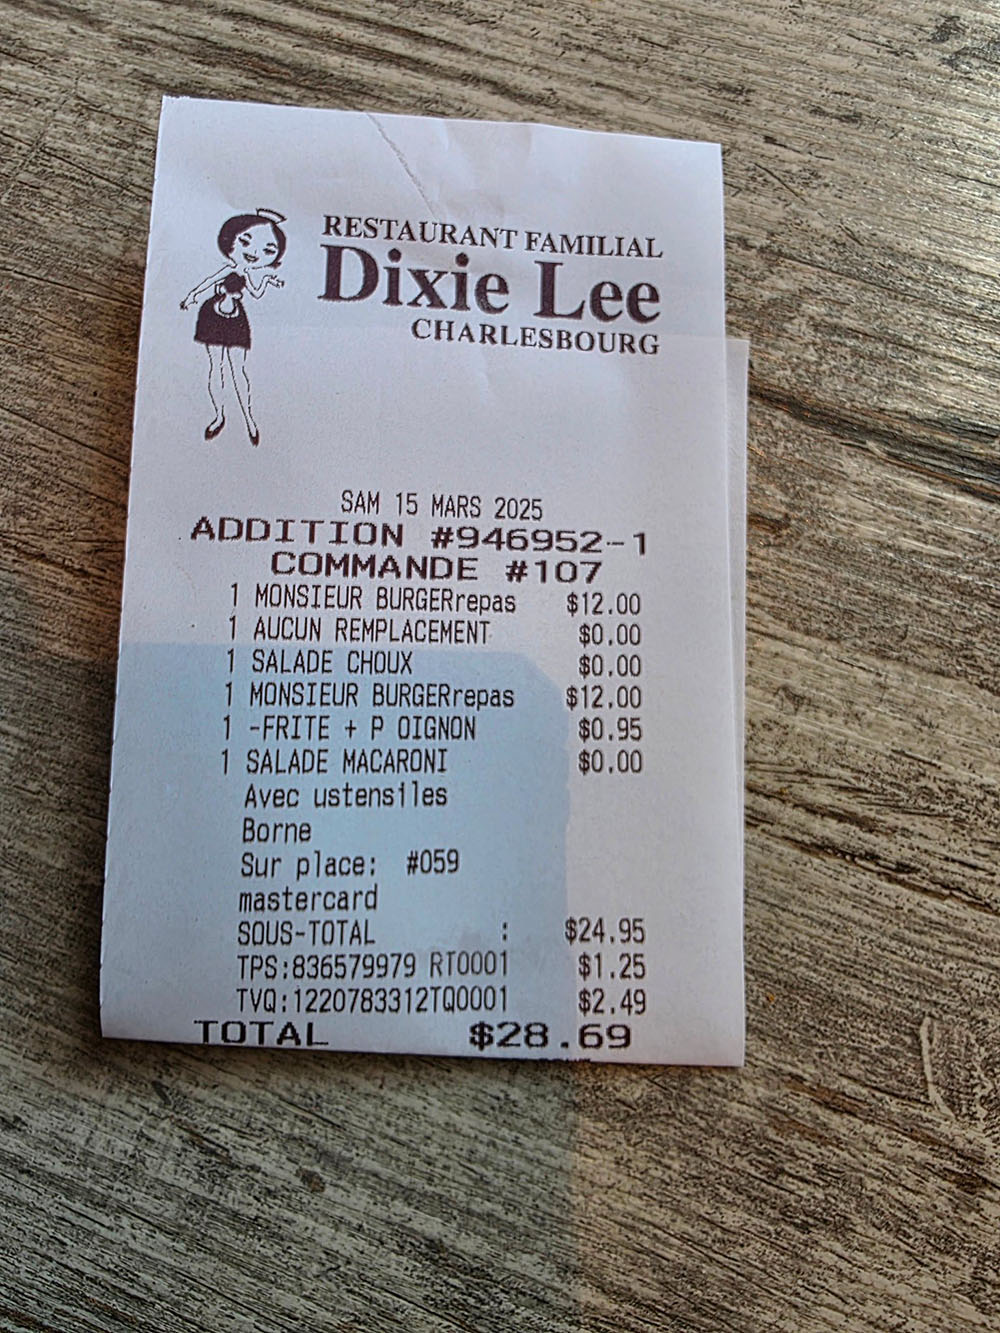 RESTAURANT FAMILIAL
Dixie Lee
CHARLESBOURG
SAM 15 MARS 2025
ADDITION #946952-1
COMMANDE #107
1 MONSIEUR BURGERrepas $12.00
1 AUCUN REMPLACEMENT $0.00
1 SALADE CHOUX $0.00
1 MONSIEUR BURGERrepas $12.00
1 -FRITE + P OIGNON $0.95
1 SALADE MACARONI $0.00
Avec ustensiles
Borne
Sur place: #059
mastercard
SOUS-TOTAL : $24.95
TPS:836579979 RT0001 $1.25
TVQ:1220783312TQ0001 $2.49
TOTAL $28.69